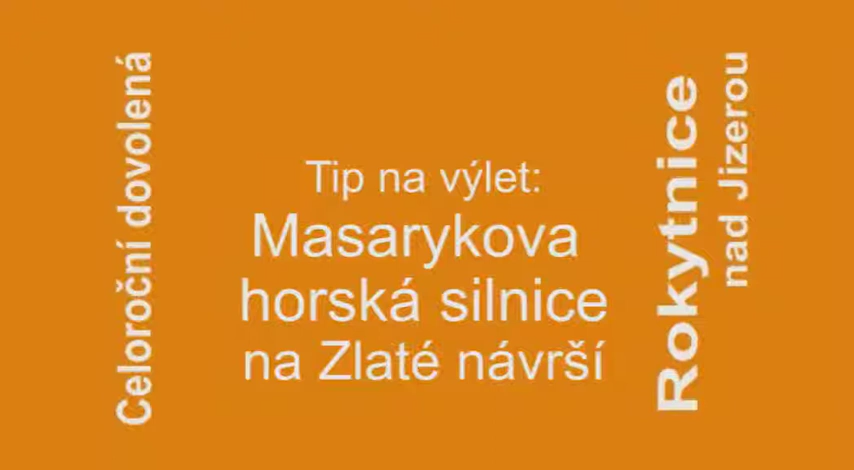 Celoroční dovolená
Tip na výlet:
Masarykova
horská silnice
na Zlaté návrší
Rokytnice
nad Jizerou